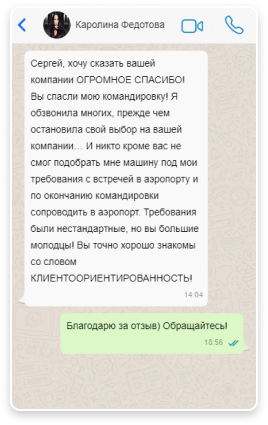 Каролина Федотова
Сергей, хочу сказать вашей
компании ОГРОМНОЕ СПАСИБО!
Вы спасли мою командировку! Я
обзвонила многих, прежде чем
остановила свой выбор на вашей
компании… И никто кроме вас не
смог подобрать мне машину под мои
требования с встречей в аэропорту и
по окончанию командировки
сопроводить в аэропорт. Требования
были нестандартные, но вы большие
молодцы! Вы точно хорошо знакомы
со словом
КЛИЕНТООРИЕНТИРОВАННОСТЬ!
14:04
Благодарю за отзыв) Обращайтесь!
18:56